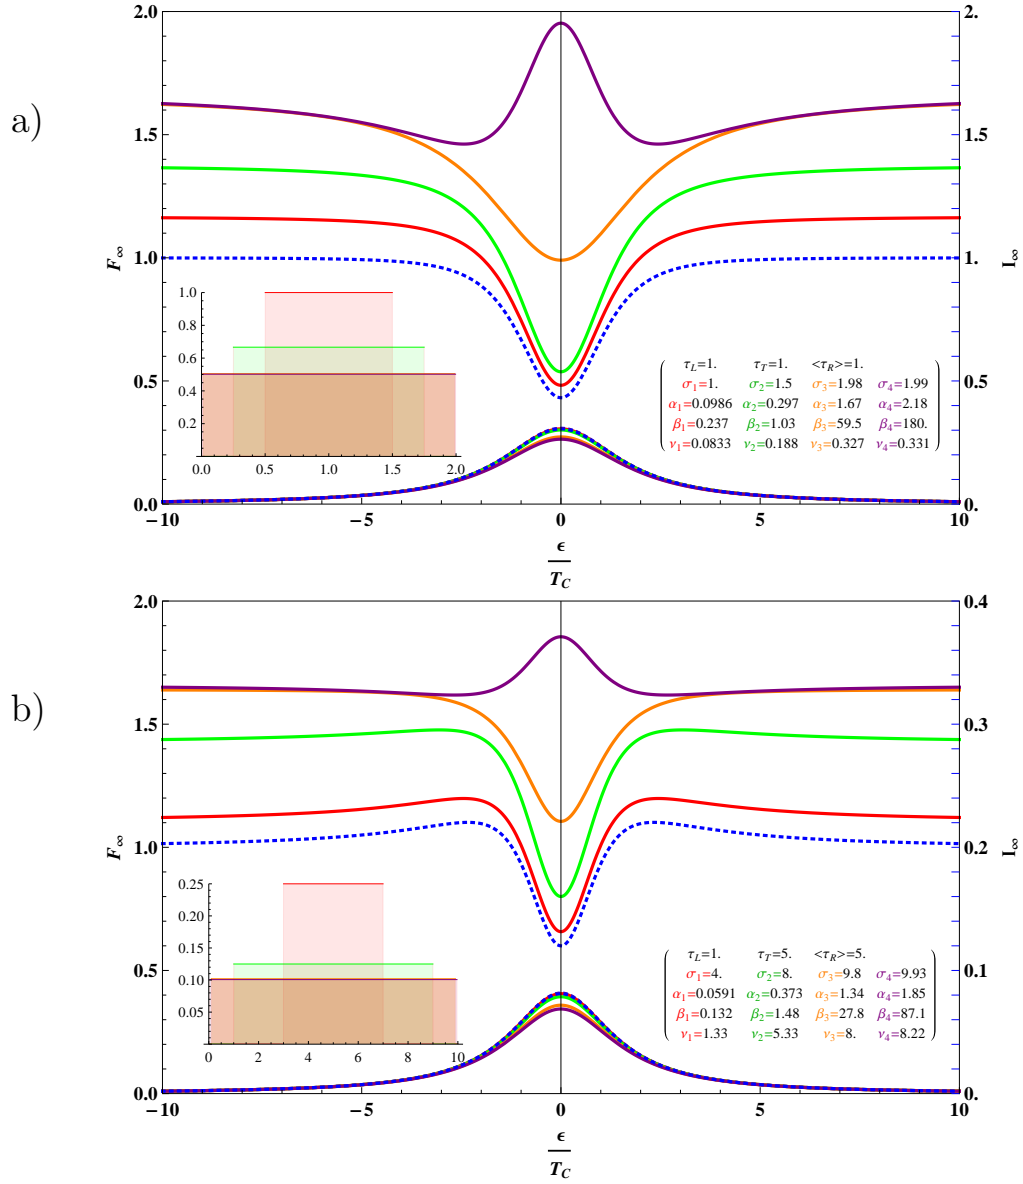 a)
2.0
1.5
1.0
0.5
0.0
F∞
2.
1.
0.
I∞
1.0
0.8
0.6
0.4
0.2
0.0 0.5 1.0 1.5 2.0
τL=1. τT=1. <τR>=1.
σ1=1. σ2=1.5 σ3=1.98 σ4=1.99
α1=0.0986 α2=0.297 α3=1.67 α4=2.18
β1=0.237 β2=1.03 β3=59.5 β4=180.
ν1=0.0833 ν2=0.188 ν3=0.327 ν4=0.331
−10 −5 0 5 10
ϵ
TC
b)
2.0
1.5
1.0
0.5
0.0
F∞
0.4
0.3
0.2
0.1
0.
I∞
0.25
0.20
0.15
0.10
0.05
0 2 4 6 8 10
τL=1. τT=5. <τR>=5.
σ1=4. σ2=8. σ3=9.8 σ4=9.93
α1=0.0591 α2=0.373 α3=1.34 α4=1.85
β1=0.132 β2=1.48 β3=27.8 β4=87.1
ν1=1.33 ν2=5.33 ν3=8. ν4=8.22
−10 −5 0 5 10
ϵ
TC